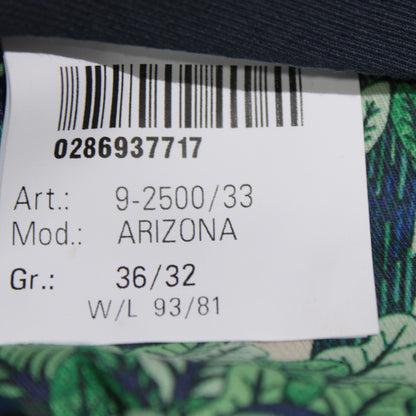 0286937717
Art.: 9-2500/33
Mod.: ARIZONA
Gr.: 36/32
W/L 93/81